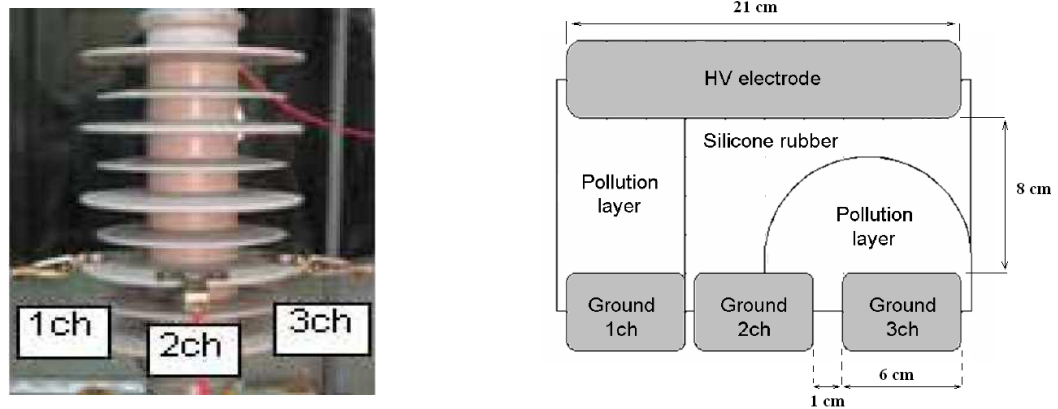 1ch
2ch
3ch
21 cm
HV electrode
Silicone rubber
Pollution
layer
8 cm
Pollution
layer
Ground
1ch
Ground
2ch
Ground
3ch
6 cm
1 cm